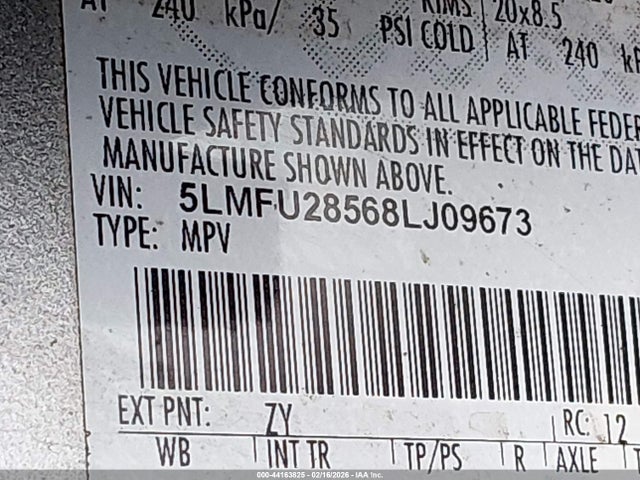 AT 240 kPa/ 35 PSI COLD AT 240
RIMS 20x8.5
THIS VEHICLE CONFORMS TO ALL APPLICABLE
VEHICLE SAFETY STANDARDS IN EFFECT ON THE
MANUFACTURE SHOWN ABOVE.
VIN: 5LMFU28568LJ09673
TYPE: MPV
EXT PNT: ZY RC: 12
WB INT TR TP/PS R AXLE
000-44163825 - 02/16/2026 - IAA Inc.